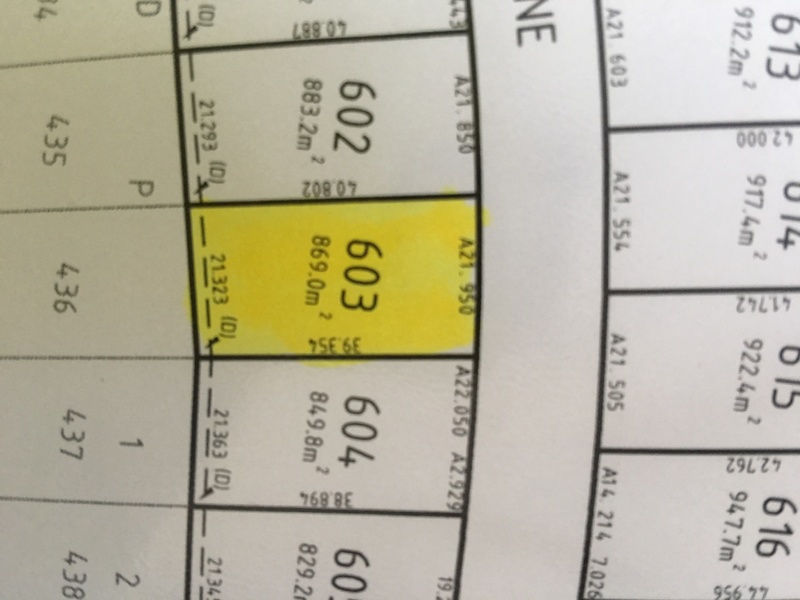 (D)
40.887
NE
602
883.2m²
A21.850
21.293 (D)
40.802
603
869.0m²
A21.950
21.323 (D)
39.354
604
849.8m²
A22.050 A2.929
21.363 (D)
38.894
435
P
436
437
1
438
2
A21.603
613
912.2m²
42.000
A21.554
917.4m²
41.742
A21.505
615
922.4m²
42.762
A14.214 7.026
616
947.7m²
44.956